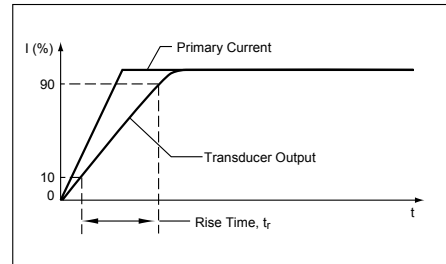 I (%)
Primary Current
90
Transducer Output
10
0
t
Rise Time, tr